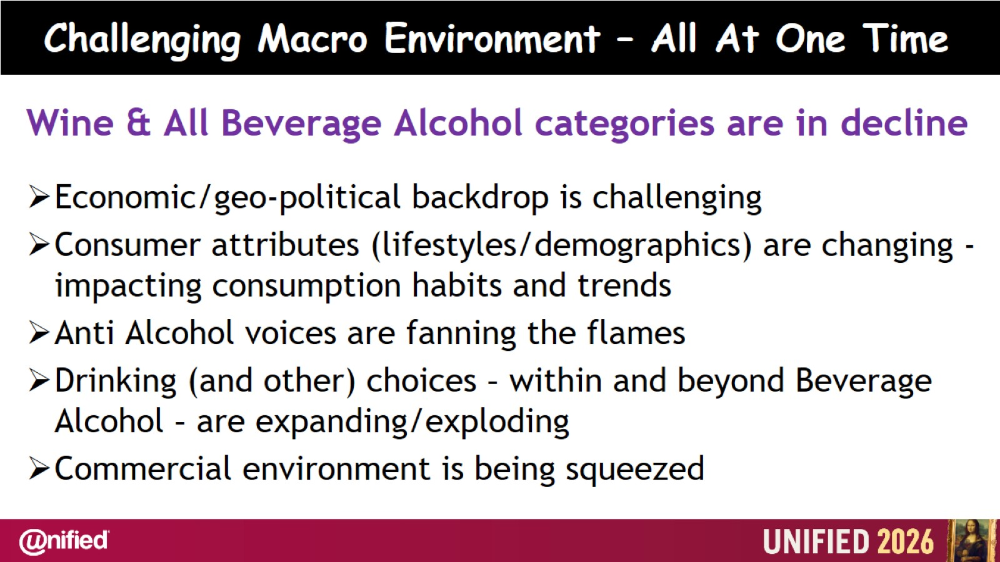 Challenging Macro Environment – All At One Time
Wine & All Beverage Alcohol categories are in decline
➢Economic/geo-political backdrop is challenging
➢Consumer attributes (lifestyles/demographics) are changing -
impacting consumption habits and trends
➢Anti Alcohol voices are fanning the flames
➢Drinking (and other) choices – within and beyond Beverage
Alcohol – are expanding/exploding
➢Commercial environment is being squeezed
unified
UNIFIED 2026